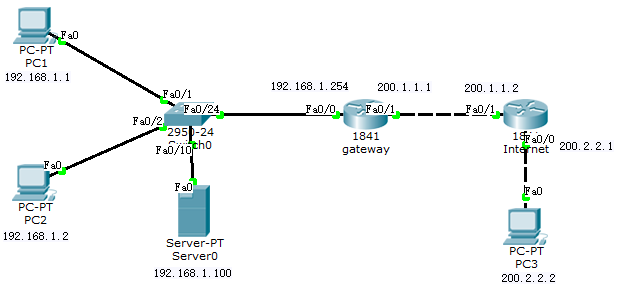 Fa0
PC-PT
PC1
192.168.1.1
Fa0/1
Fa0/2
Fa0/24
2950-24
Fa0/10
Fa0
PC-PT
PC2
192.168.1.2
Fa0
Server-PT
Server0
192.168.1.100
192.168.1.254
Fa0/0
Fa0/1
200.1.1.1
1841
gateway
200.1.1.2
Fa0/1
Internet
Fa0/0
200.2.2.1
Fa0
PC-PT
PC3
200.2.2.2